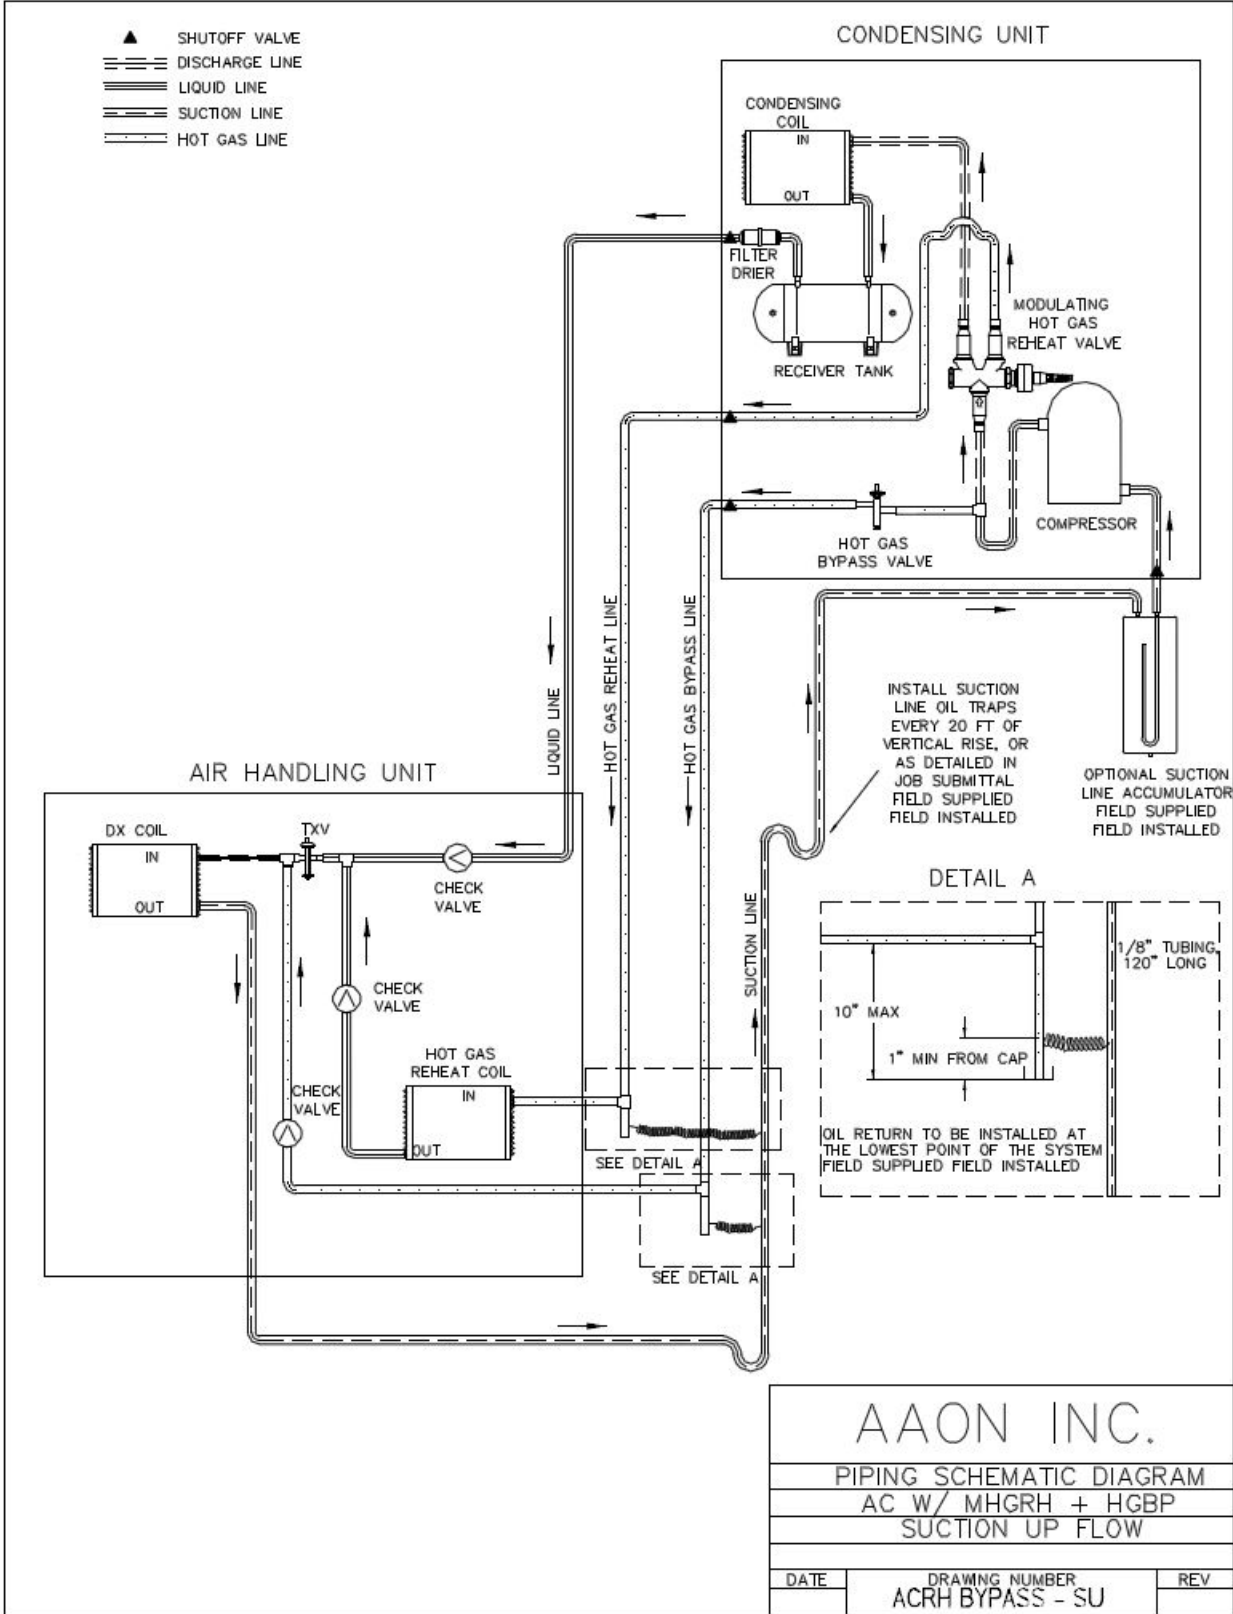 SHUTOFF VALVE
DISCHARGE LINE
LIQUID LINE
SUCTION LINE
HOT GAS LINE
CONDENSING UNIT
CONDENSING
COIL
IN
OUT
FILTER
DRIER
RECEIVER TANK
MODULATING
HOT GAS
REHEAT VALVE
COMPRESSOR
HOT GAS
BYPASS VALVE
LIQUID LINE
HOT GAS REHEAT LINE
HOT GAS BYPASS LINE
SUCTION LINE
INSTALL SUCTION
LINE OIL TRAPS
EVERY 20 FT OF
VERTICAL RISE, OR
AS DETAILED IN
JOB SUBMITTAL
FIELD SUPPLIED
FIELD INSTALLED
OPTIONAL SUCTION
LINE ACCUMULATOR
FIELD SUPPLIED
FIELD INSTALLED
AIR HANDLING UNIT
DX COIL
IN
OUT
TXV
CHECK
VALVE
CHECK
VALVE
CHECK
VALVE
HOT GAS
REHEAT COIL
IN
OUT
SEE DETAIL A
SEE DETAIL A
DETAIL A
1/8" TUBING,
120" LONG
10" MAX
1" MIN FROM CAP
OIL RETURN TO BE INSTALLED AT
THE LOWEST POINT OF THE SYSTEM
FIELD SUPPLIED FIELD INSTALLED
AAON INC.
PIPING SCHEMATIC DIAGRAM
AC W/ MHGRH + HGBP
SUCTION UP FLOW
DATE
DRAWING NUMBER
REV
ACRH BYPASS - SU